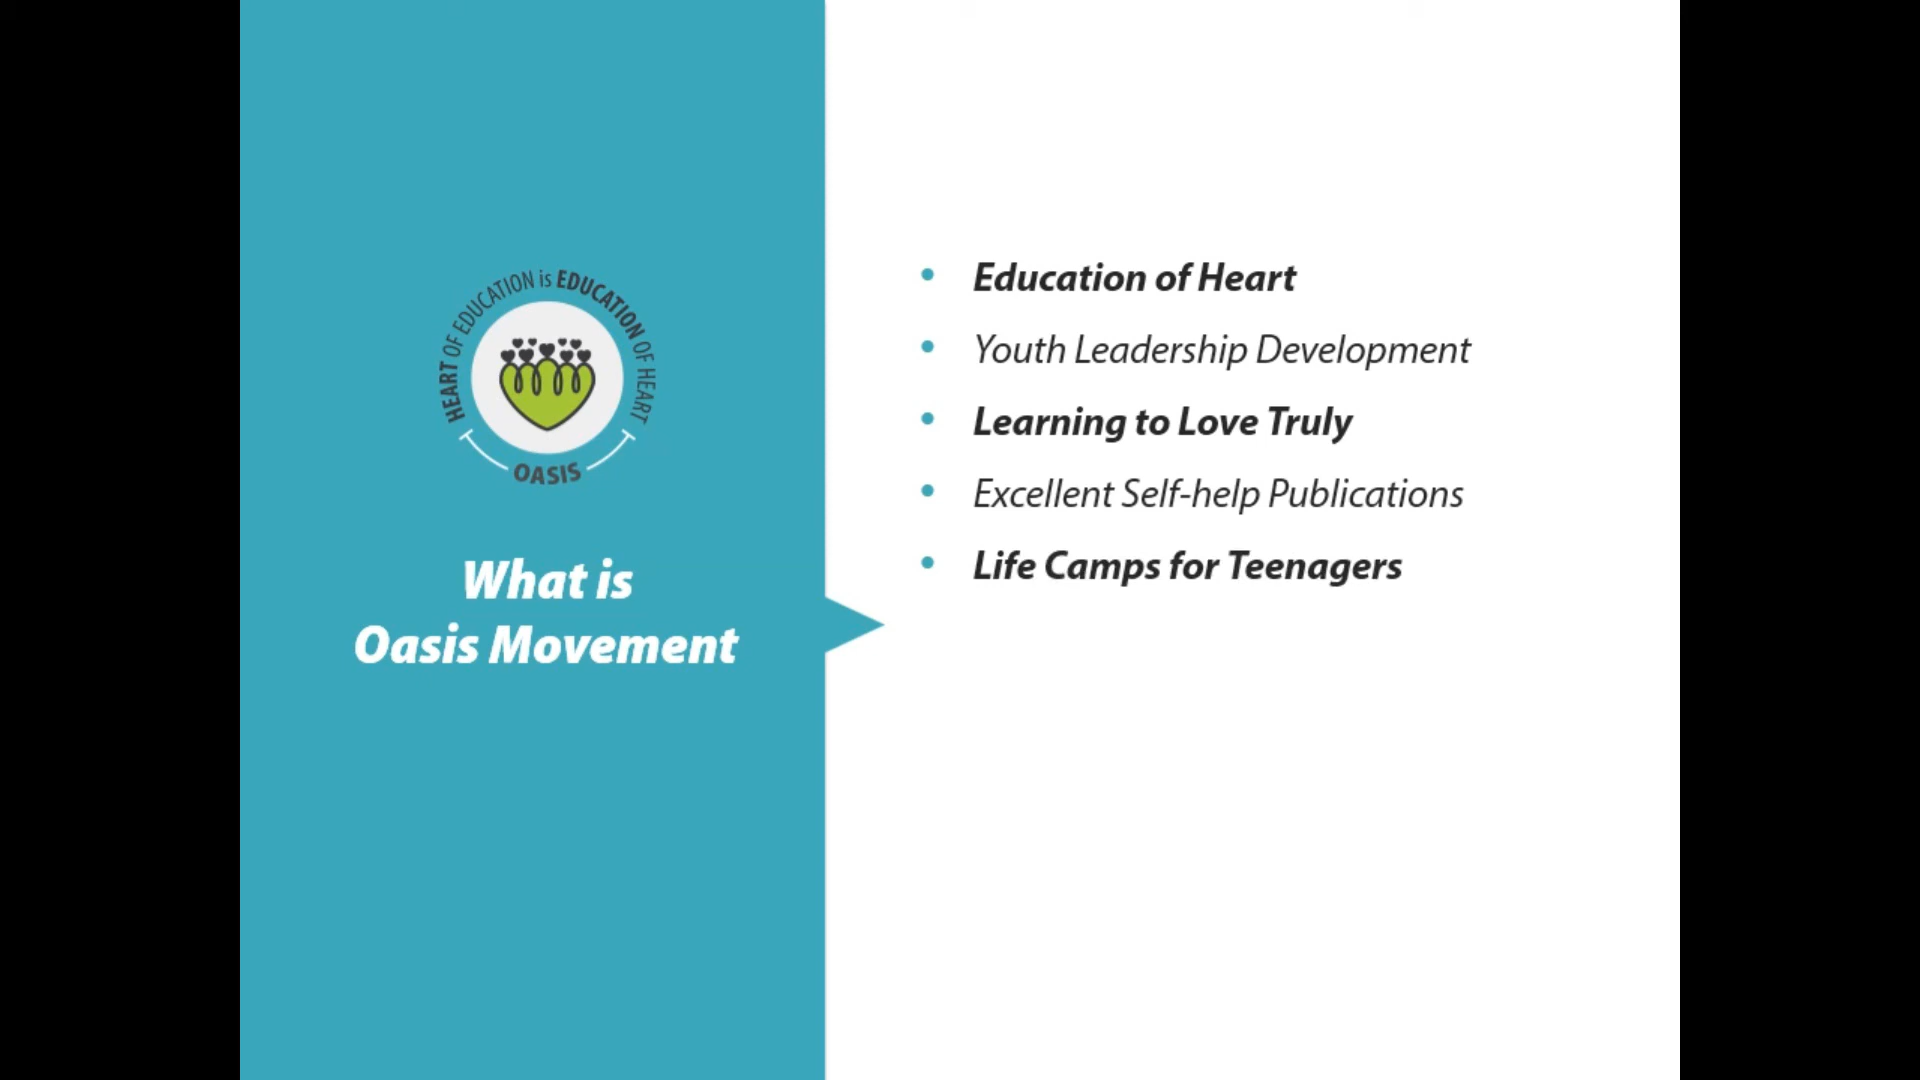 HEART OF EDUCATION is EDUCATION OF HEART
OASIS
What is
Oasis Movement
• Education of Heart
• Youth Leadership Development
• Learning to Love Truly
• Excellent Self-help Publications
• Life Camps for Teenagers